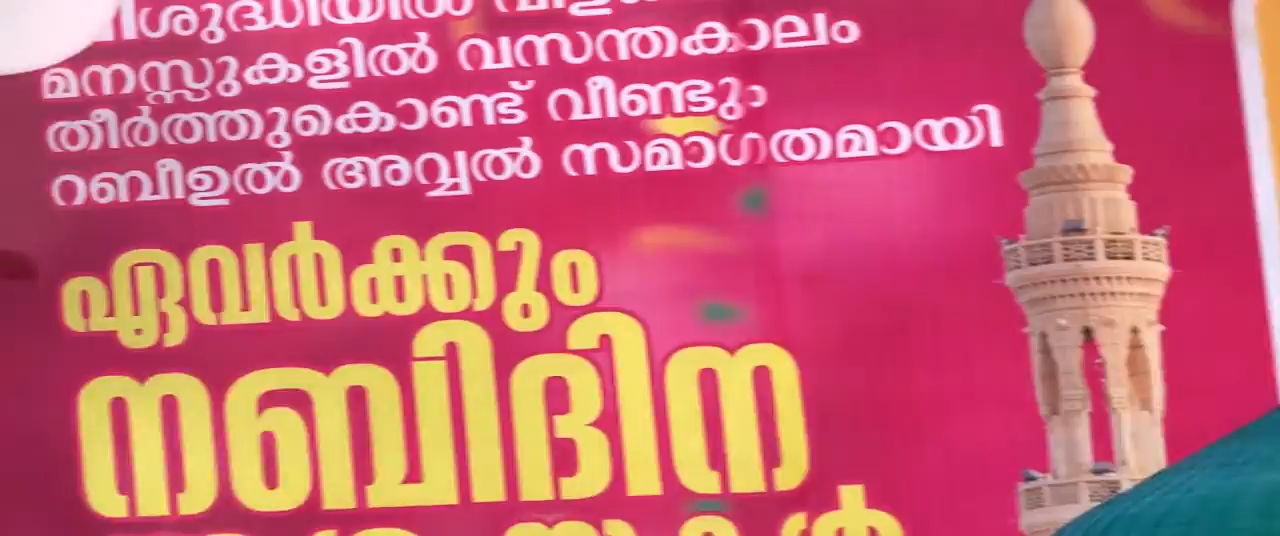 മനസ്സുകളിൽ വസന്തകാലം
തീർത്തുകൊണ്ട് വീണ്ടും
റബീഉൽ അവ്വൽ സമാഗതമായി
ഏവർക്കും
നബിദിന